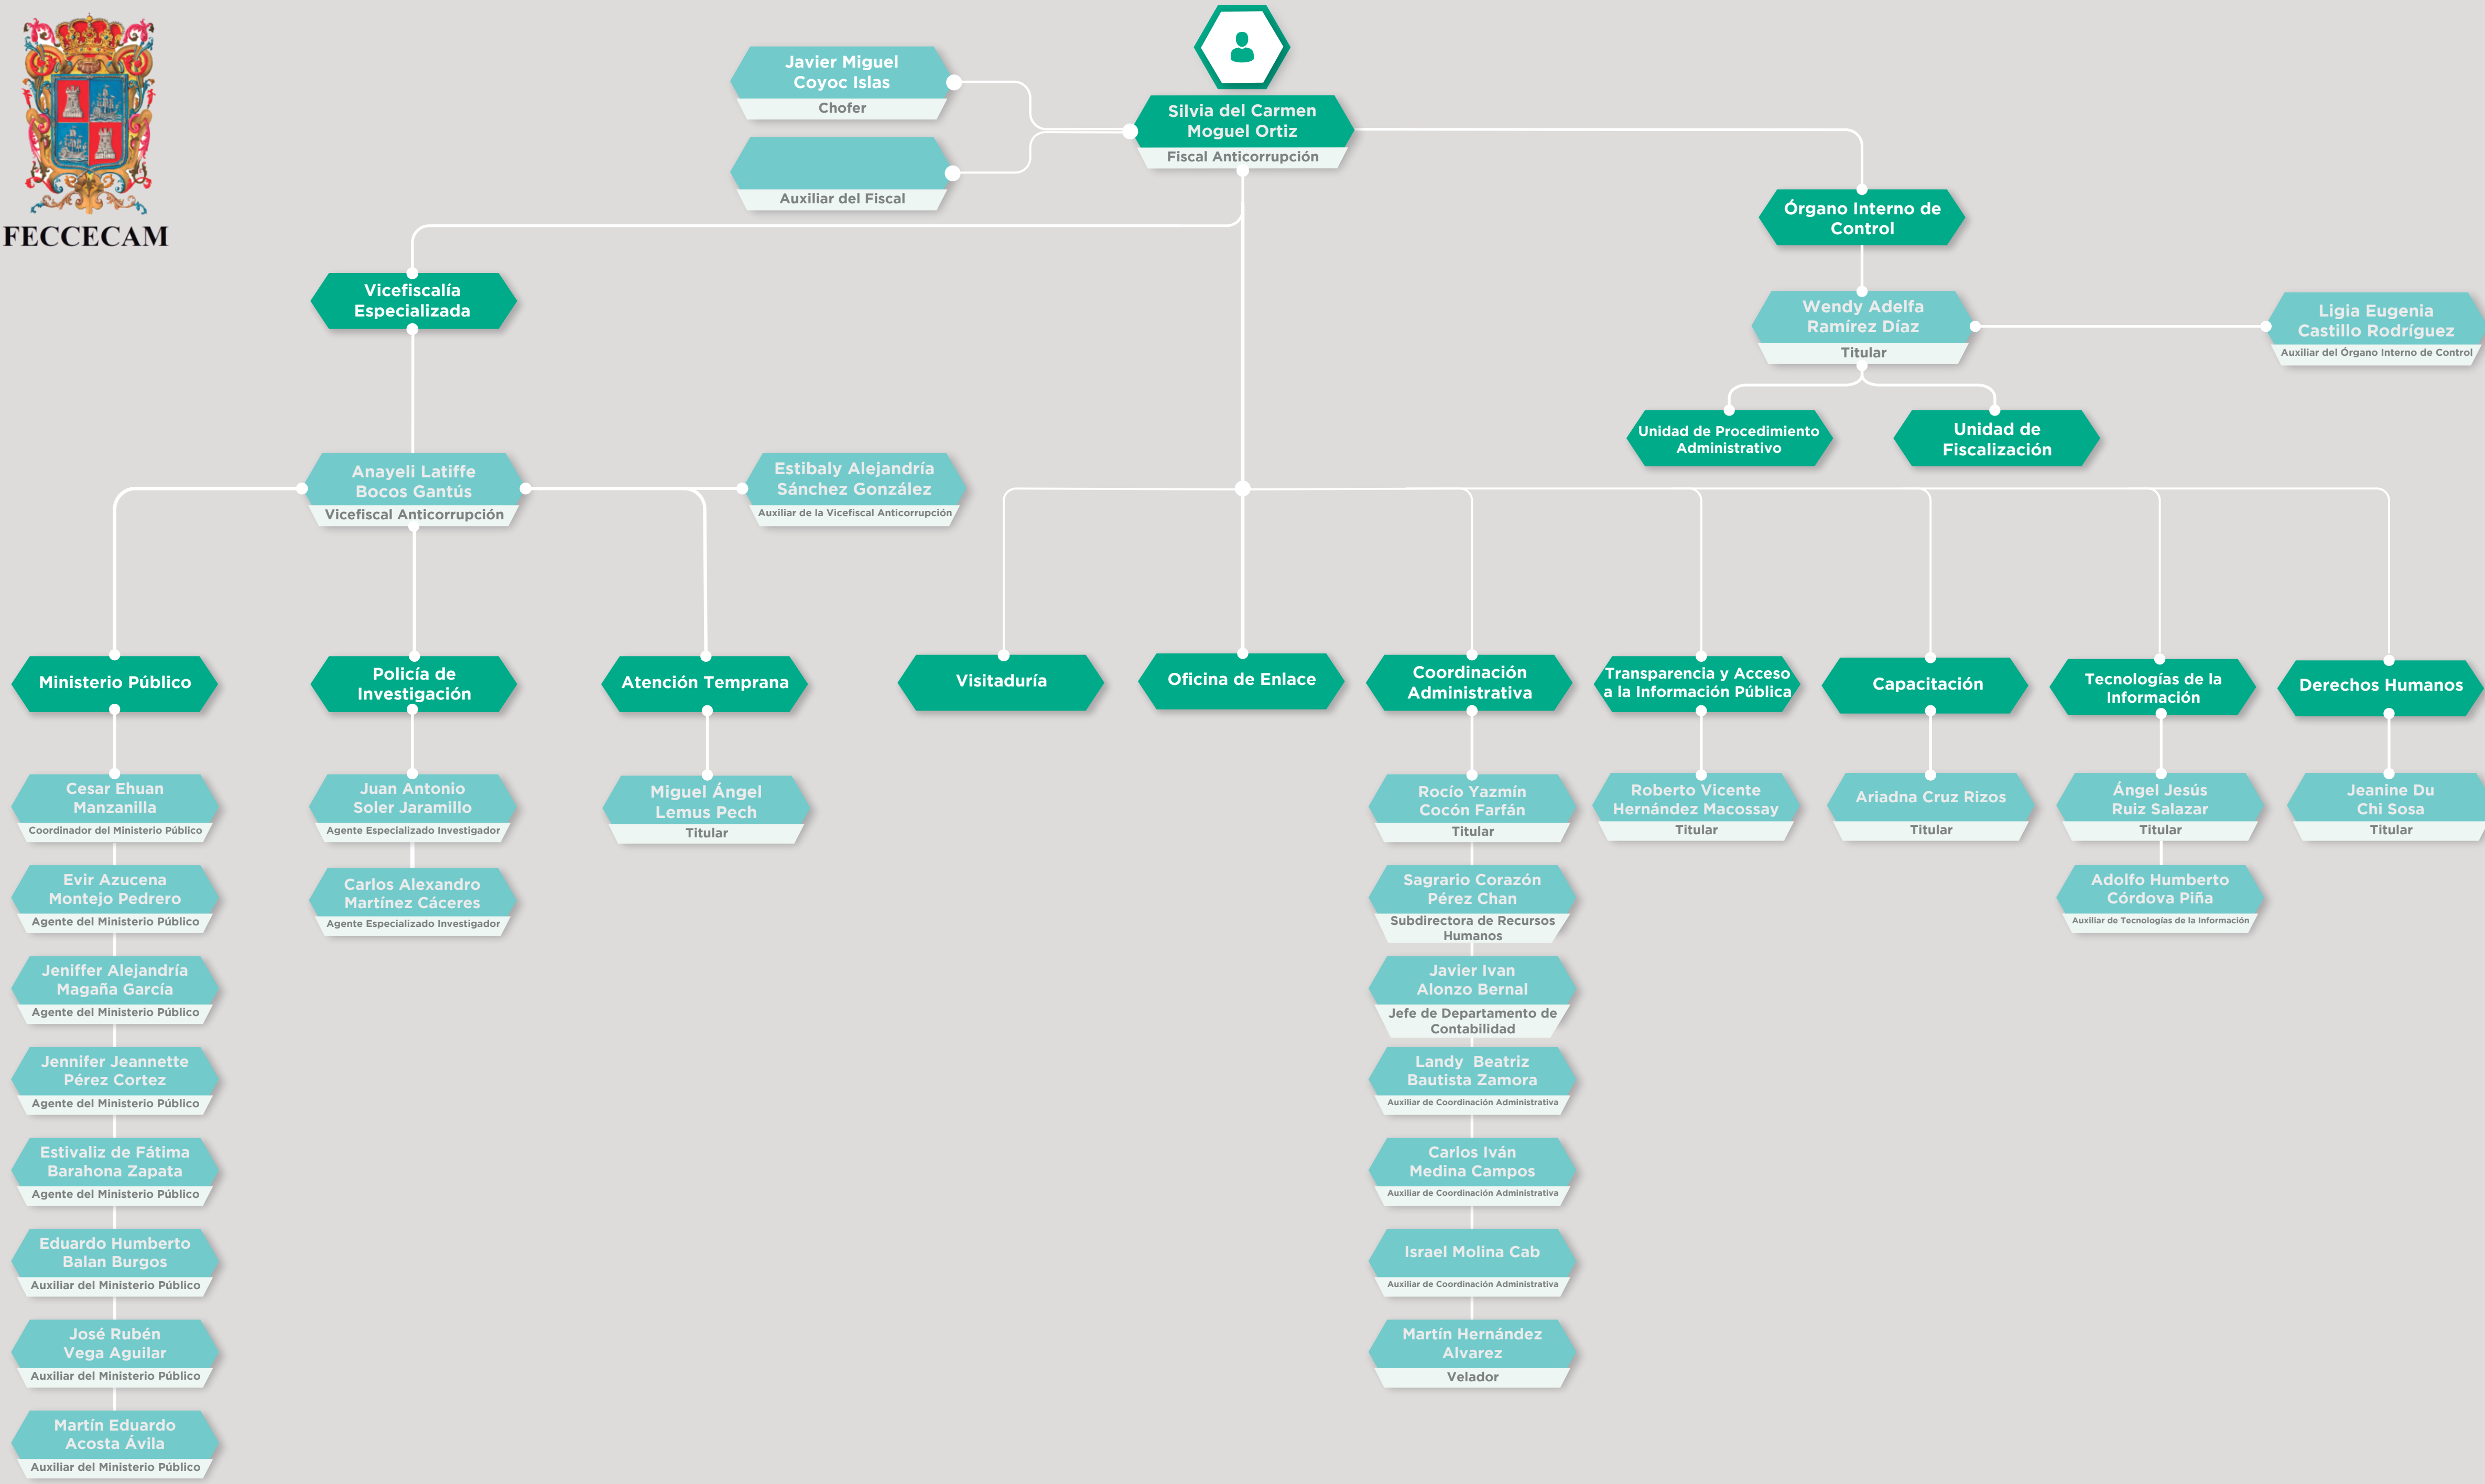 FECCECAM
Javier Miguel
Coyoc Islas
Chofer
Silvia del Carmen
Moguel Ortiz
Fiscal Anticorrupción
Auxiliar del Fiscal
Órgano Interno de
Control
Vicefiscalía
Especializada
Wendy Adelfa
Ramírez Díaz
Titular
Ligia Eugenia
Castillo Rodríguez
Auxiliar del Órgano Interno de Control
Unidad de Procedimiento
Administrativo
Unidad de
Fiscalización
Anayeli Latiffe
Bocos Gantús
Vicefiscal Anticorrupción
Estibaly Alejandría
Sánchez González
Auxiliar de la Vicefiscal Anticorrupción
Ministerio Público
Policía de
Investigación
Atención Temprana
Visitaduría
Oficina de Enlace
Coordinación
Administrativa
Transparencia y Acceso
a la Información Pública
Capacitación
Tecnologías de la
Información
Derechos Humanos
Cesar Ehuan
Manzanilla
Coordinador del Ministerio Público
Evir Azucena
Montejo Pedrero
Agente del Ministerio Público
Jeniffer Alejandría
Magaña García
Agente del Ministerio Público
Jennifer Jeannette
Pérez Cortez
Agente del Ministerio Público
Estivaliz de Fátima
Barahona Zapata
Agente del Ministerio Público
Eduardo Humberto
Balan Burgos
Auxiliar del Ministerio Público
José Rubén
Vega Aguilar
Auxiliar del Ministerio Público
Martín Eduardo
Acosta Ávila
Auxiliar del Ministerio Público
Juan Antonio
Soler Jaramillo
Agente Especializado Investigador
Carlos Alexandro
Martínez Cáceres
Agente Especializado Investigador
Miguel Ángel
Lemus Pech
Titular
Rocío Yazmín
Cocón Farfán
Titular
Sagrario Corazón
Pérez Chan
Subdirectora de Recursos
Humanos
Javier Ivan
Alonzo Bernal
Jefe de Departamento de
Contabilidad
Landy Beatriz
Bautista Zamora
Auxiliar de Coordinación Administrativa
Carlos Iván
Medina Campos
Auxiliar de Coordinación Administrativa
Israel Molina Cab
Auxiliar de Coordinación Administrativa
Martín Hernández
Alvarez
Velador
Roberto Vicente
Hernández Macossay
Titular
Ariadna Cruz Rizos
Titular
Ángel Jesús
Ruiz Salazar
Titular
Adolfo Humberto
Córdova Piña
Auxiliar de Tecnologías de la Información
Jeanine Du
Chi Sosa
Titular